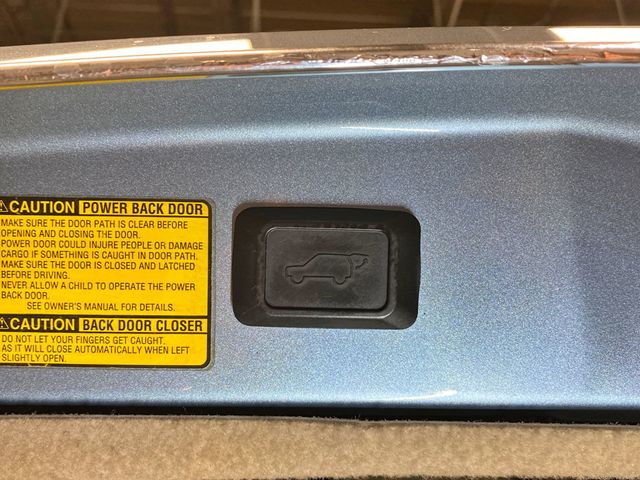 CAUTION POWER BACK DOOR
MAKE SURE THE DOOR PATH IS CLEAR BEFORE
OPENING AND CLOSING THE DOOR.
POWER DOOR COULD INJURE PEOPLE OR DAMAGE
CARGO IF SOMETHING IS CAUGHT IN DOOR PATH.
MAKE SURE THE DOOR IS CLOSED AND LATCHED
BEFORE DRIVING.
NEVER ALLOW A CHILD TO OPERATE THE POWER
BACK DOOR.
SEE OWNER'S MANUAL FOR DETAILS.
CAUTION BACK DOOR CLOSER
DO NOT LET YOUR FINGERS GET CAUGHT.
AS IT WILL CLOSE AUTOMATICALLY WHEN LEFT
SLIGHTLY OPEN.